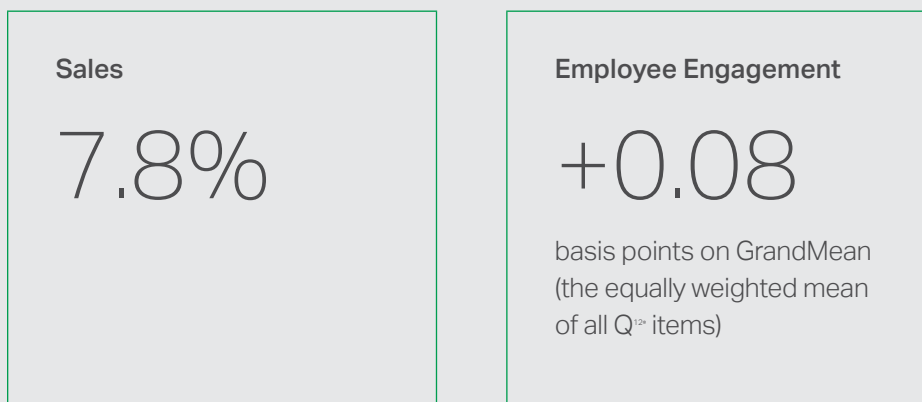 Sales
7.8%
Employee Engagement
+0.08
basis points on GrandMean
(the equally weighted mean
of all Q¹²® items)